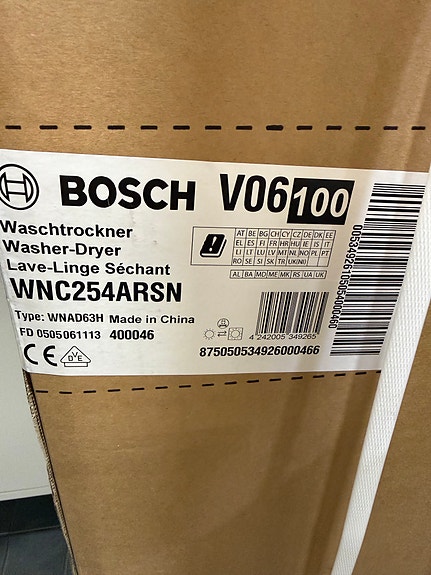 BOSCH V06 100
Waschtrockner
Washer-Dryer
Lave-Linge Séchant
WNC254ARSN
Type: WNAD63H Made in China
FD 0505061113 400046
AT BE BG CH CY CZ DE DK EE
EL ES FI FR HR HU IE IS IT
LI LT LU LV MT NL NO PL PT
RO SE SI SK TR UK(NI)
AL BA MD ME MK RS UA UK
4 242005 349265
875050534926000466
CE DVE